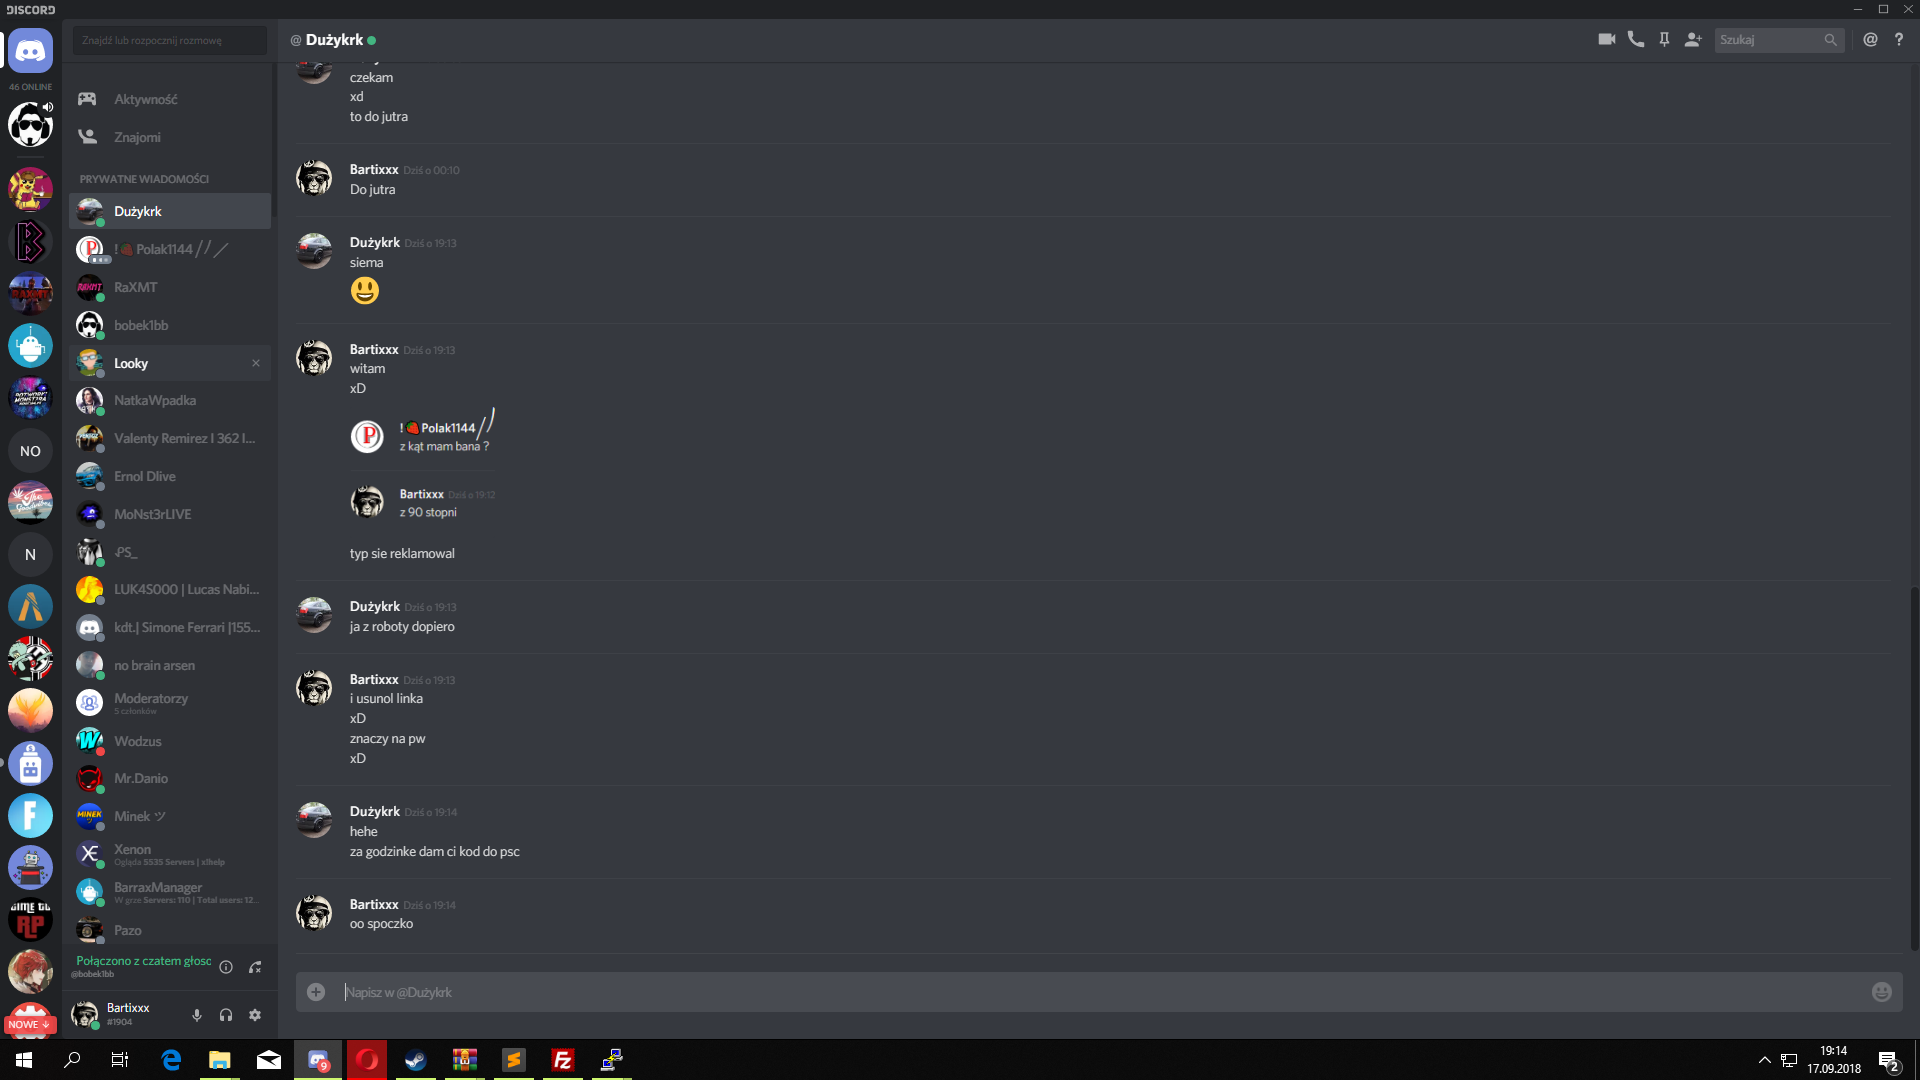 DISCORD
Znajdź lub rozpocznij rozmowę
@ Dużykrk
Szukaj
46 ONLINE
Aktywność
Znajomi
PRYWATNE WIADOMOŚCI
Dużykrk
! Polak1144
RaXMT
bobek1bb
Looky
NatkaWpadka
Valenty Remirez I 362 I...
Ernol Dlive
MoNst3rLIVE
LUK4S000 | Lucas Nabi...
kdt.| Simone Ferrari |155...
no brain arsen
Moderatorzy
5 członków
Wodzus
Mr.Danio
Minek ツ
Xenon
Ogląda 5535 Servers | x!help
BarraxManager
W grze Servers: 110 | Total users: 12...
Pazo
Połączono z czatem głosc
@bobek1bb
Bartixxx
#1904
NO
N
NOWE ↓
czekam
xd
to do jutra
Bartixxx Dziś o 00:10
Do jutra
Dużykrk Dziś o 19:13
siema
Bartixxx Dziś o 19:13
witam
xD
! Polak1144
z kąt mam bana ?
Bartixxx Dziś o 19:12
z 90 stopni
typ sie reklamowal
Dużykrk Dziś o 19:13
ja z roboty dopiero
Bartixxx Dziś o 19:13
i usunol linka
xD
znaczy na pw
xD
Dużykrk Dziś o 19:14
hehe
za godzinke dam ci kod do psc
Bartixxx Dziś o 19:14
oo spoczko
Napisz w @Dużykrk
9
19:14
17.09.2018
2